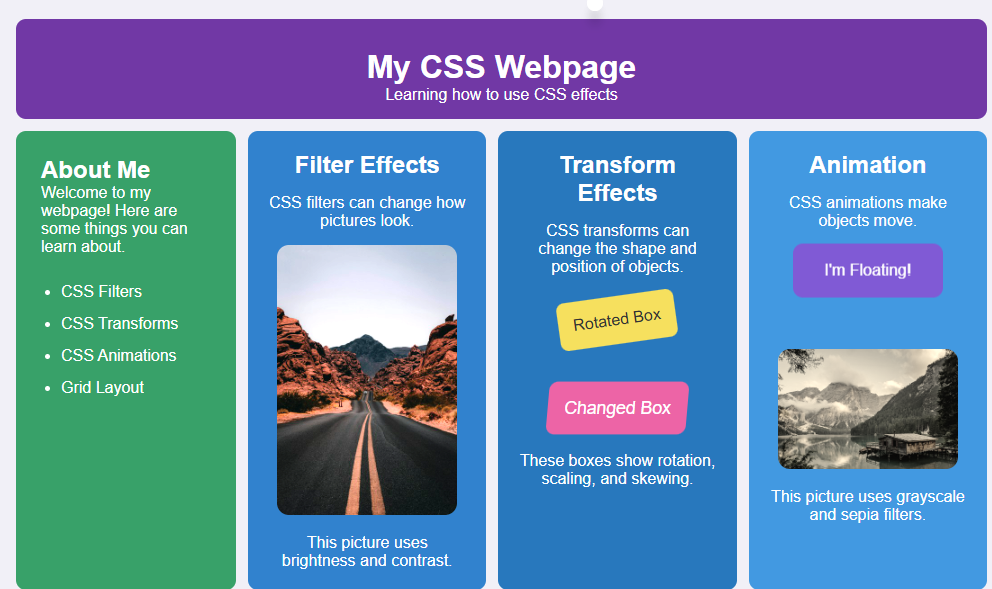 My CSS Webpage
Learning how to use CSS effects
About Me
Welcome to my
webpage! Here are
some things you can
learn about.
• CSS Filters
• CSS Transforms
• CSS Animations
• Grid Layout
Filter Effects
CSS filters can change how
pictures look.
This picture uses
brightness and contrast.
Transform
Effects
CSS transforms can
change the shape and
position of objects.
Rotated Box
Changed Box
These boxes show rotation,
scaling, and skewing.
Animation
CSS animations make
objects move.
I'm Floating!
This picture uses grayscale
and sepia filters.